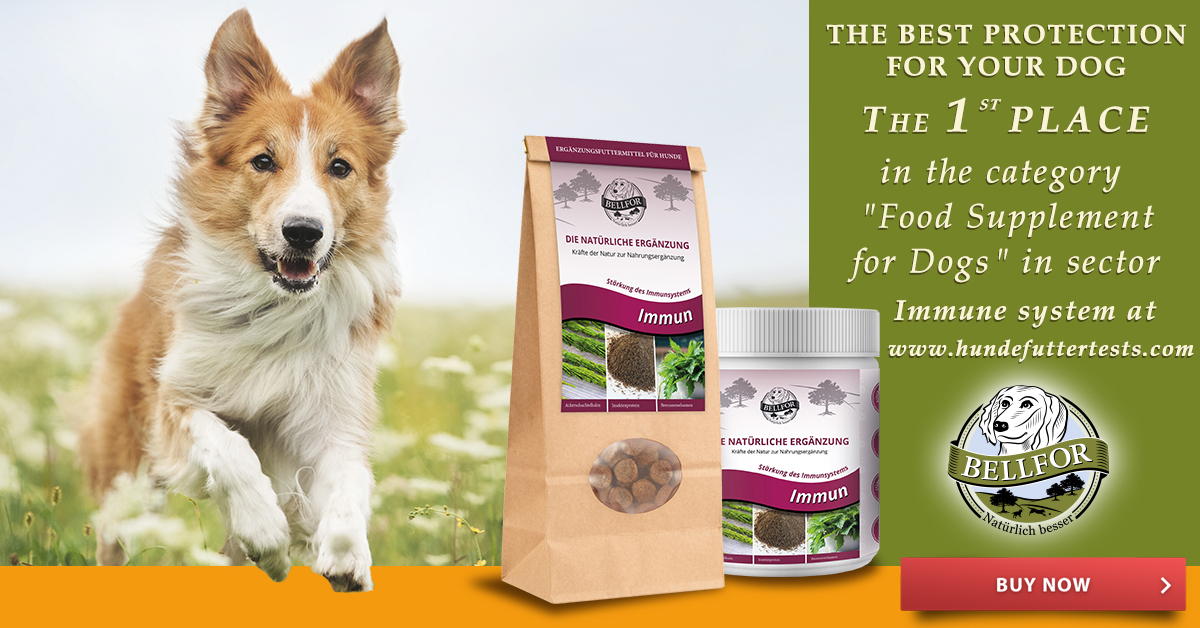 THE BEST PROTECTION
FOR YOUR DOG
THE 1ST PLACE
in the category
"Food Supplement
for Dogs" in sector
Immune system at
www.hundefuttertests.com
ERGÄNZUNGSFUTTERMITTEL FÜR HUNDE
BELLFOR
DIE NATÜRLICHE ERGÄNZUNG
Kräfte der Natur zur Nahrungsergänzung
Stärkung des Immunsystems
Immun
Ackerschachtelhalm Insektenprotein
BELLFOR
IE NATÜRLICHE ERGÄNZUNG
Kräfte der Natur zur Nahrungsergänzung
Stärkung des Immunsystems
Immun
BELLFOR
Natürlich besser
BUY NOW